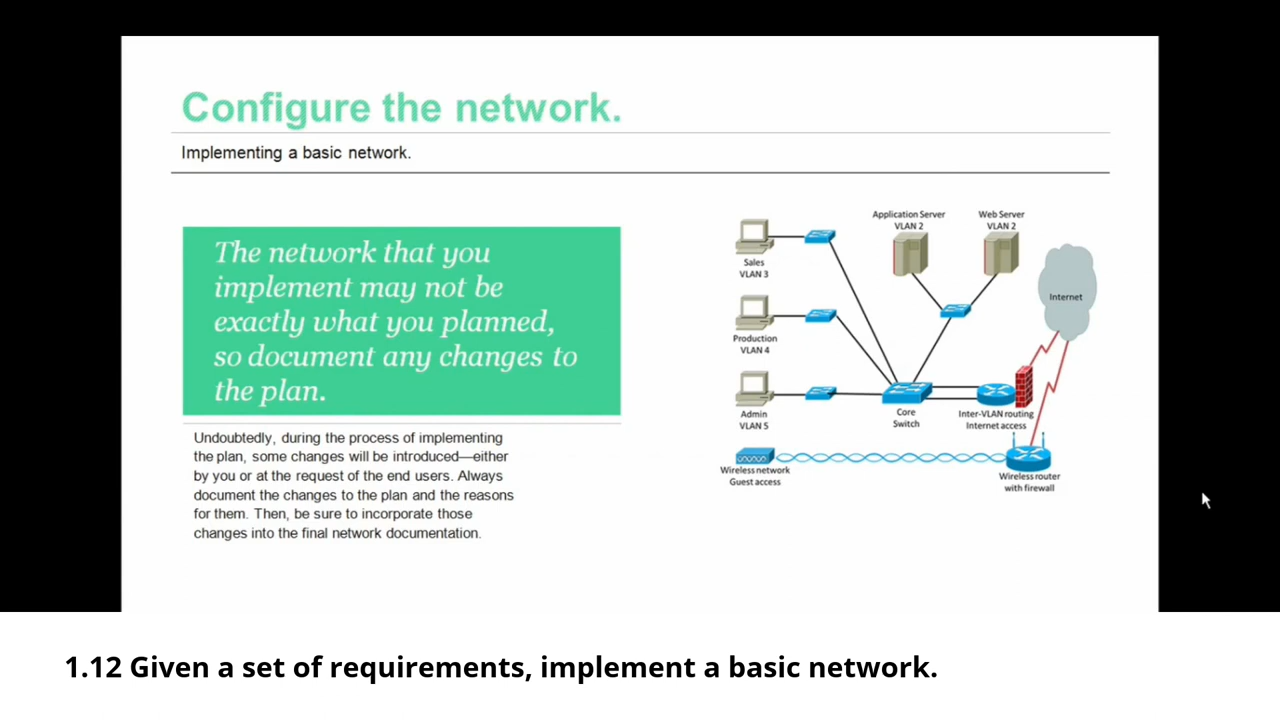 Configure the network.
Implementing a basic network.
The network that you
implement may not be
exactly what you planned,
so document any changes to
the plan.
Undoubtedly, during the process of implementing
the plan, some changes will be introduced—either
by you or at the request of the end users. Always
document the changes to the plan and the reasons
for them. Then, be sure to incorporate those
changes into the final network documentation.
Application Server
VLAN 2
Web Server
VLAN 2
Sales
VLAN 3
Internet
Production
VLAN 4
Admin
VLAN 5
Core
Switch
Inter-VLAN routing
Internet access
Wireless network
Guest access
Wireless router
with firewall
1.12 Given a set of requirements, implement a basic network.